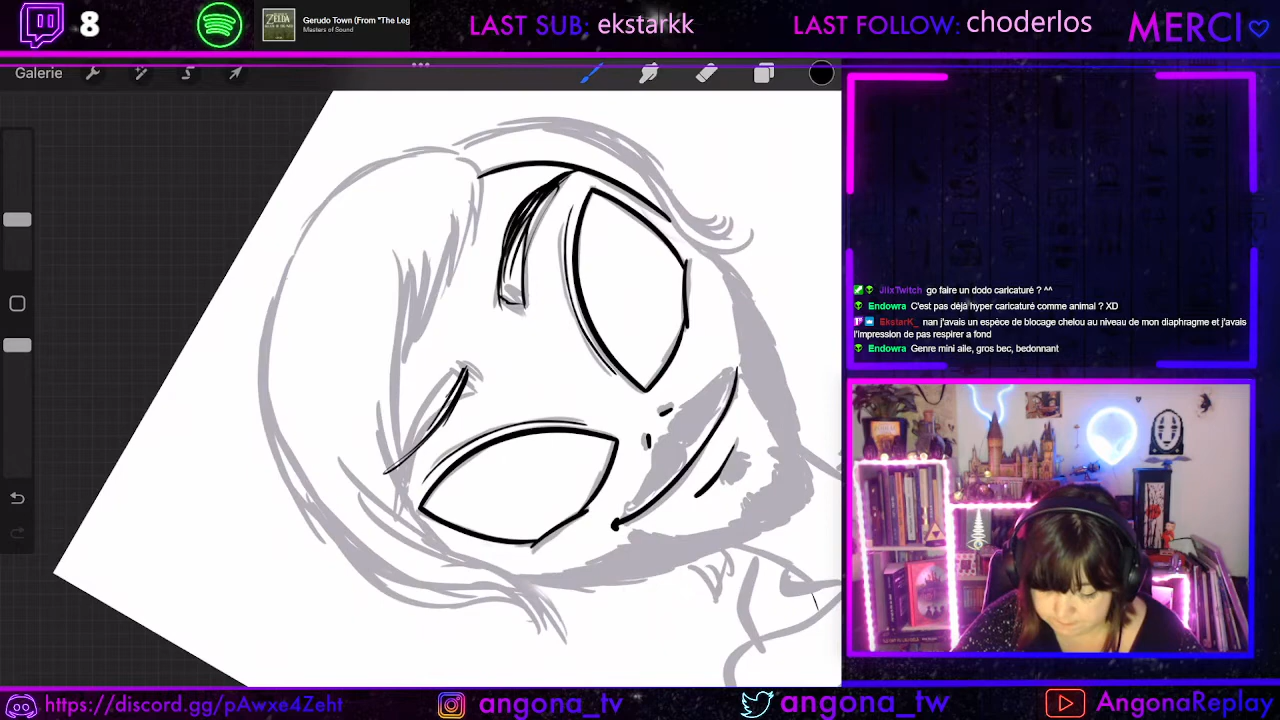 8
Gerudo Town (From "The Leg
Masters of Sound
LAST SUB: ekstarkk
LAST FOLLOW: choderlos
MERCI
Galerie
JlixTwitch go faire un dodo caricaturé ? ^^
Endowra C'est pas déjà hyper caricaturé comme animal ? XD
EkstarK_ nan j'avais un espèce de blocage chelou au niveau de mon diaphragme et j'avais
l'impression de pas respirer a fond
Endowra Genre mini aile, gros bec, bedonnant
https://discord.gg/pAwxe4Zeht
angona_tv
angona_tw
AngonaReplay